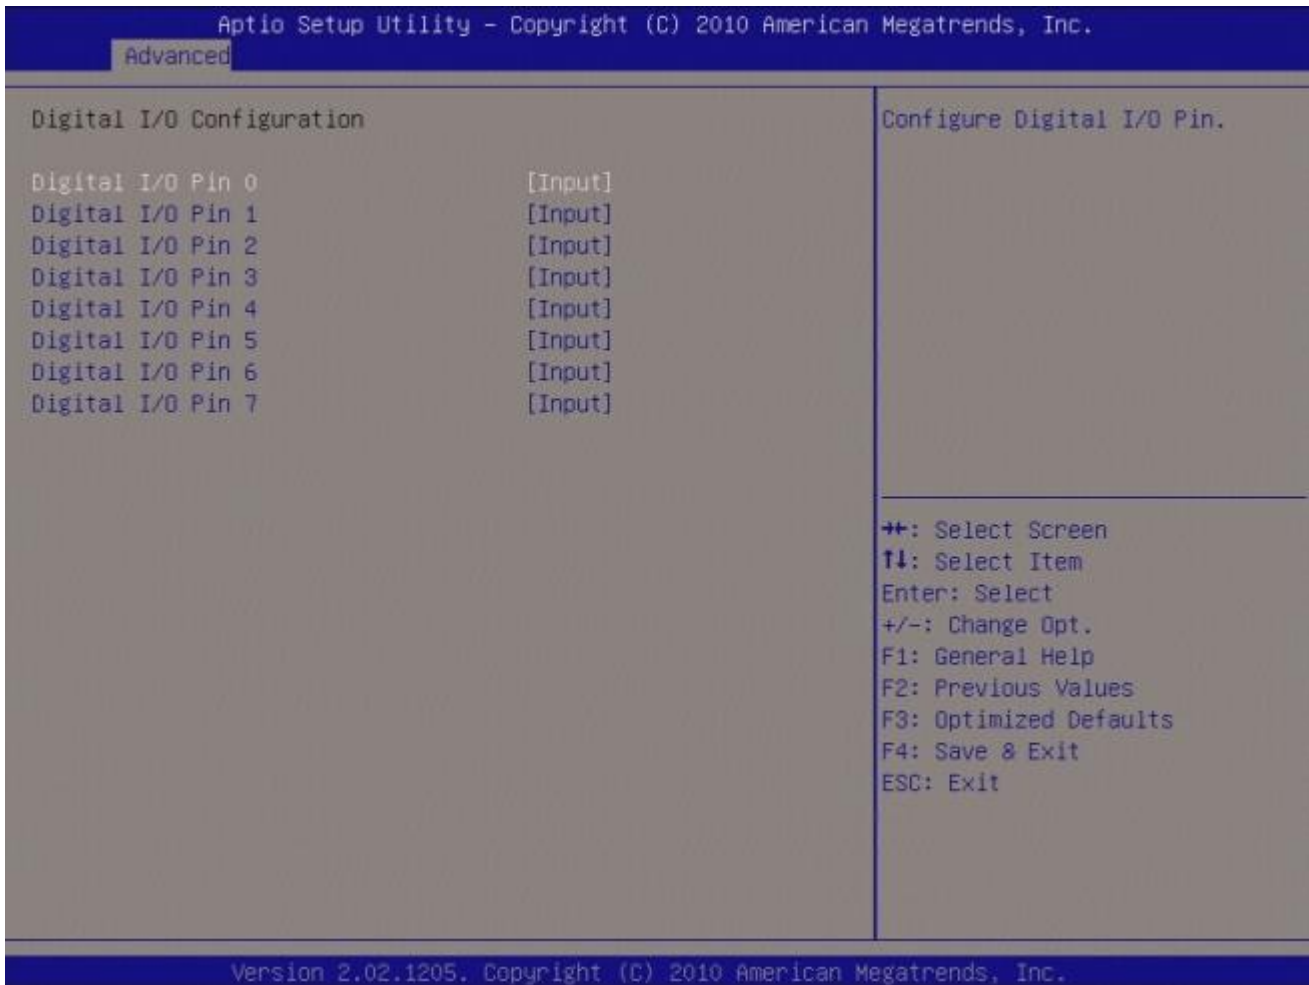 Aptio Setup Utility – Copyright (C) 2010 American Megatrends, Inc.
Advanced
Digital I/O Configuration
Digital I/O Pin 0 [Input]
Digital I/O Pin 1 [Input]
Digital I/O Pin 2 [Input]
Digital I/O Pin 3 [Input]
Digital I/O Pin 4 [Input]
Digital I/O Pin 5 [Input]
Digital I/O Pin 6 [Input]
Digital I/O Pin 7 [Input]
Configure Digital I/O Pin.
→←: Select Screen
↑↓: Select Item
Enter: Select
+/-: Change Opt.
F1: General Help
F2: Previous Values
F3: Optimized Defaults
F4: Save & Exit
ESC: Exit
Version 2.02.1205. Copyright (C) 2010 American Megatrends, Inc.